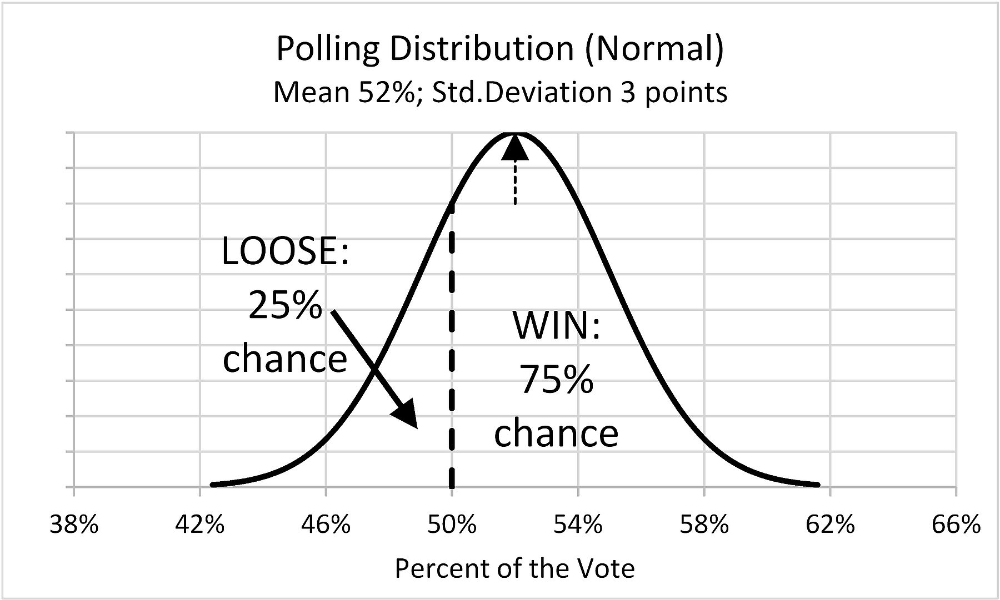 Polling Distribution (Normal)
Mean 52%; Std.Deviation 3 points
LOOSE:
25%
chance
WIN:
75%
chance
38% 42% 46% 50% 54% 58% 62% 66%
Percent of the Vote